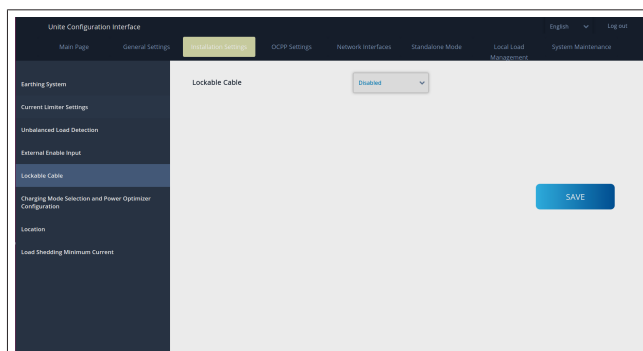 Unite Configuration Interface
English
Log out
Main Page
General Settings
Installation Settings
OCPP Settings
Network Interfaces
Standalone Mode
Local Load
Management
System Maintenance
Earthing System
Current Limiter Settings
Unbalanced Load Detection
External Enable Input
Lockable Cable
Charging Mode Selection and Power Optimizer
Configuration
Location
Load Shedding Minimum Current
Lockable Cable
Disabled
SAVE